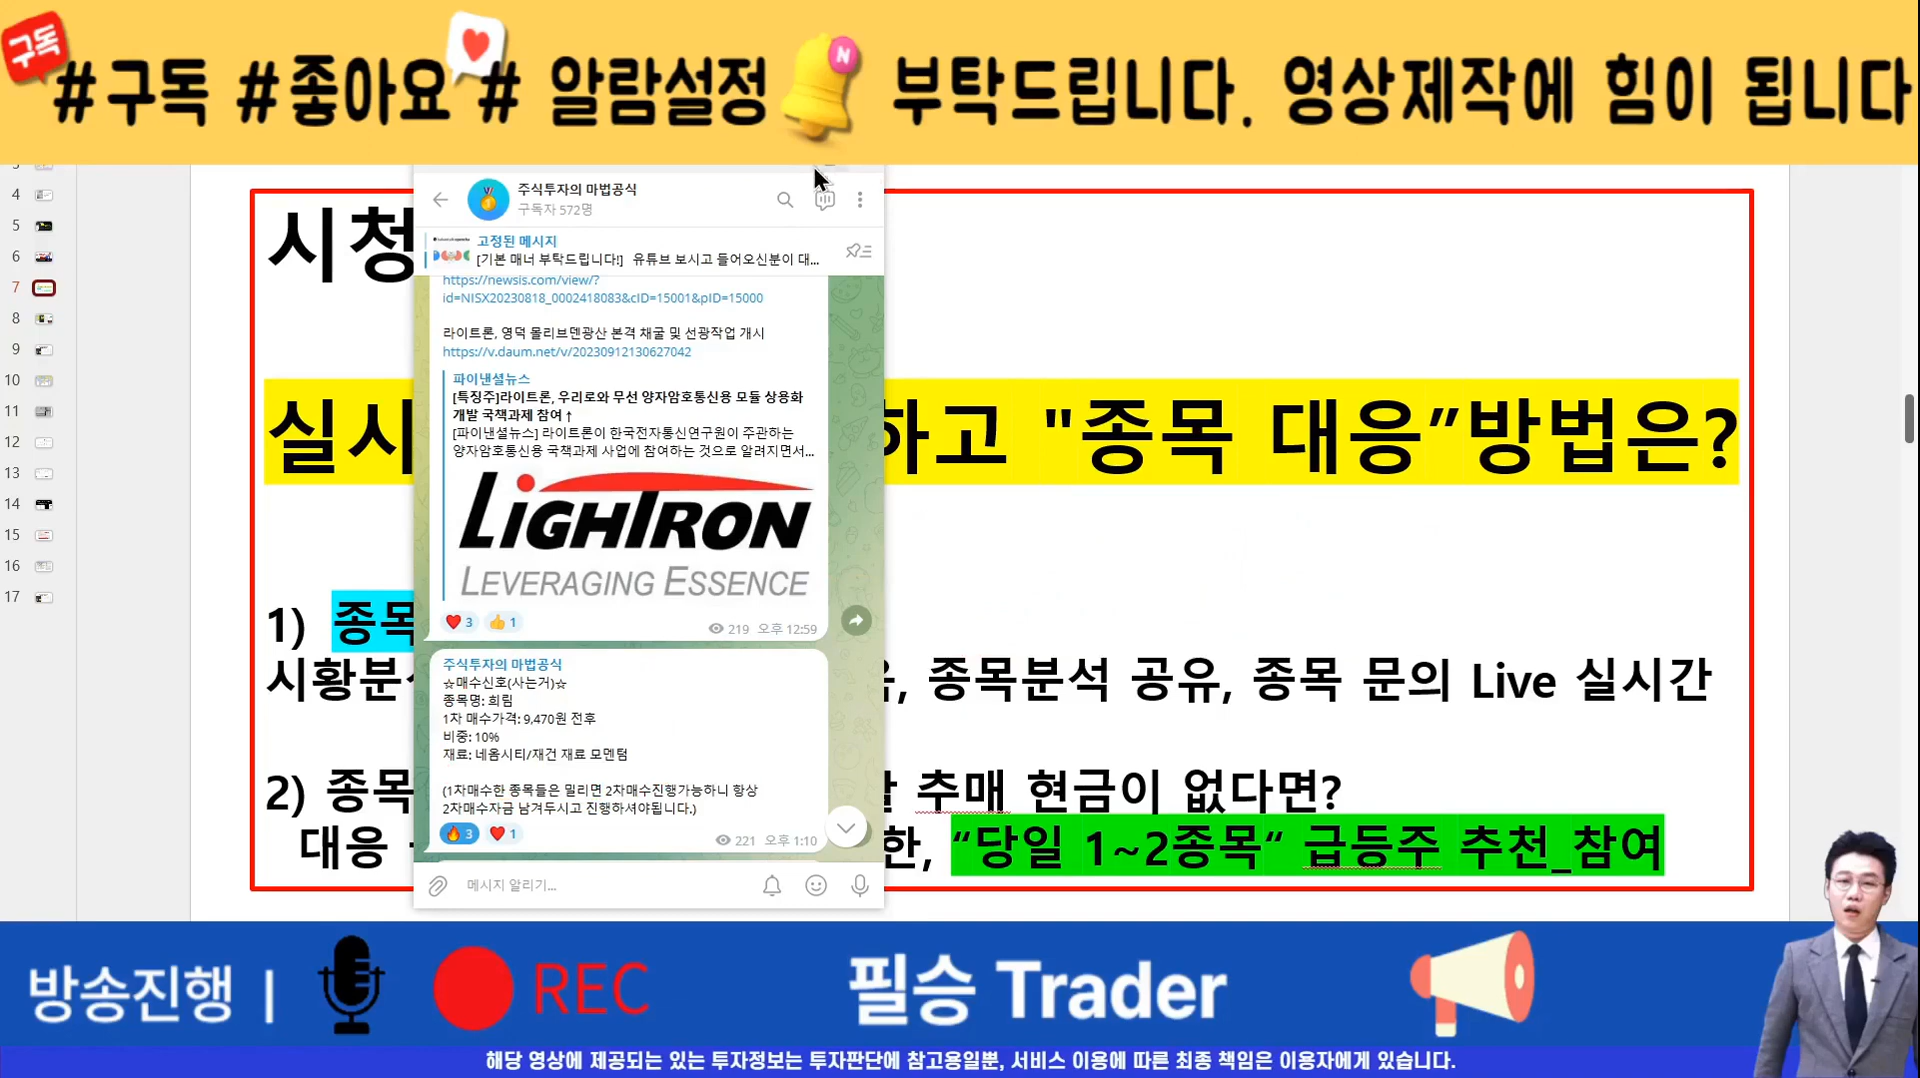 구독
#구독 #좋아요 # 알람설정 N 부탁드립니다. 영상제작에 힘이 됩니다
4
5
6
7
8
9
10
11
12
13
14
15
16
17
시청
실시
하고 "종목 대응”방법은?
1) 종목
시황분
, 종목분석 공유, 종목 문의 Live 실시간
2) 종목
추매 현금이 없다면?
대응
한, “당일 1~2종목“ 급등주 추천_참여
주식투자의 마법공식
구독자 572명
고정된 메시지
[기본 매너 부탁드립니다!] 유튜브 보시고 들어오신분이 대...
https://newsis.com/view/?
id=NISX20230818_0002418083&cID=15001&pID=15000
라이트론, 영덕 몰리브덴광산 본격 채굴 및 선광작업 개시
https://v.daum.net/v/20230912130627042
파이낸셜뉴스
[특징주]라이트론, 우리로와 무선 양자암호통신용 모듈 상용화
개발 국책과제 참여↑
[파이낸셜뉴스] 라이트론이 한국전자통신연구원이 주관하는
양자암호통신용 국책과제 사업에 참여하는 것으로 알려지면서...
LIGHTRON
LEVERAGING ESSENCE
3 1 219 오후 12:59
주식투자의 마법공식
☆매수신호(사는거)☆
종목명: 희림
1차 매수가격: 9,470원 전후
비중: 10%
재료: 네옴시티/재건 재료 모멘텀
(1차매수한 종목들은 밀리면 2차매수진행가능하니 항상
2차매수자금 남겨두시고 진행하셔야됩니다.)
3 1 221 오후 1:10
메시지 알리기...
방송진행 | REC 필승 Trader
해당 영상에 제공되는 있는 투자정보는 투자판단에 참고용일뿐, 서비스 이용에 따른 최종 책임은 이용자에게 있습니다.